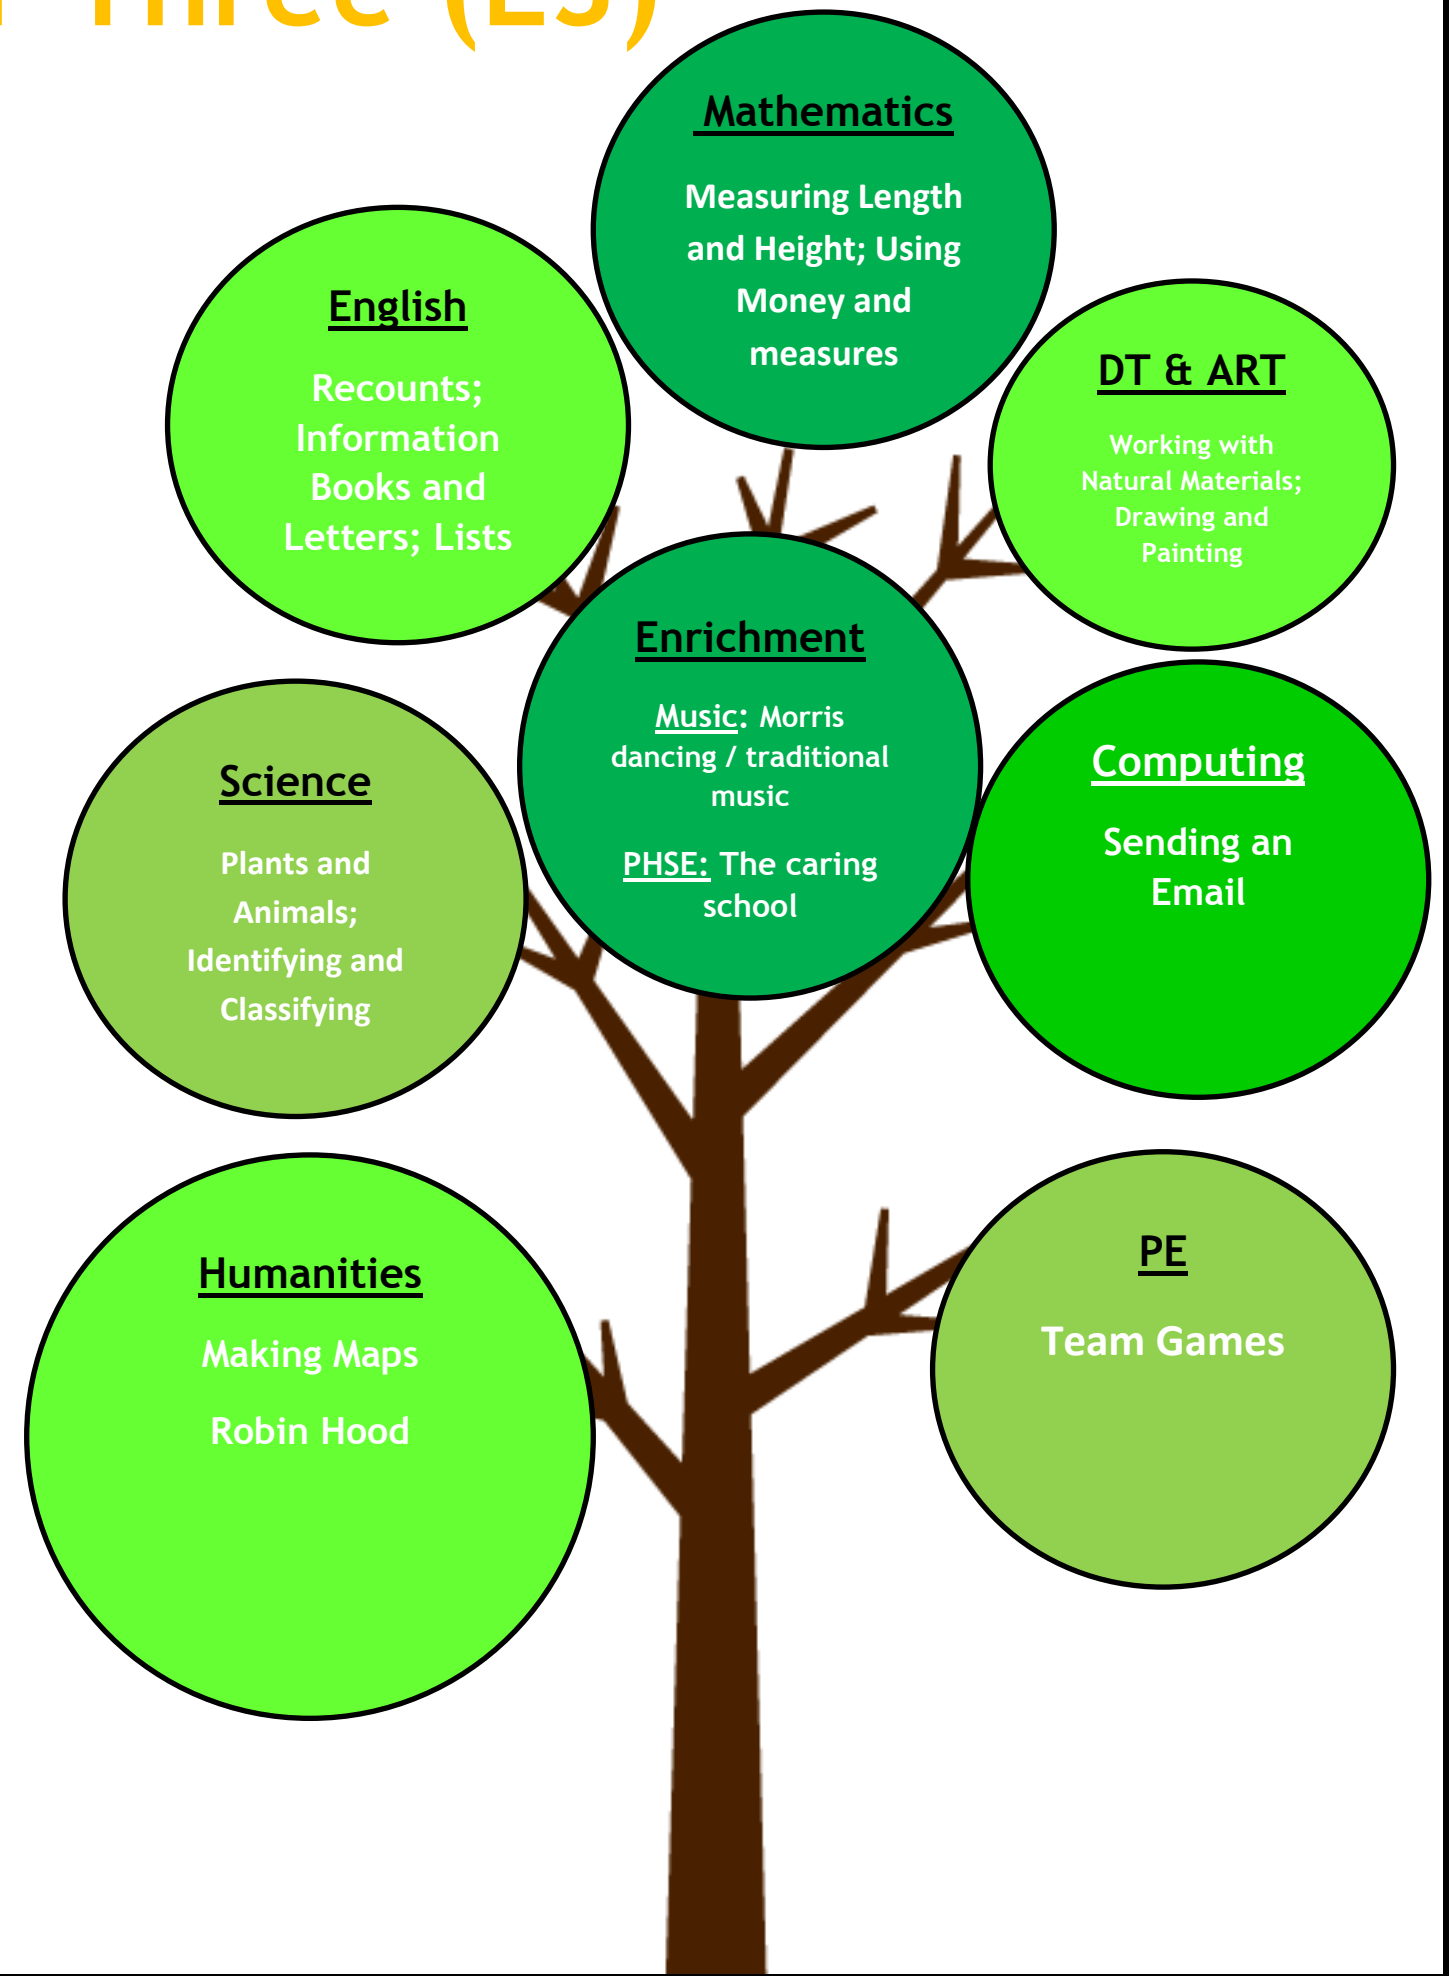 Three (E3)
Mathematics
Measuring Length
and Height; Using
Money and
measures
English
Recounts;
Information
Books and
Letters; Lists
DT & ART
Working with
Natural Materials;
Drawing and
Painting
Enrichment
Music: Morris
dancing / traditional
music
PHSE: The caring
school
Science
Plants and
Animals;
Identifying and
Classifying
Computing
Sending an
Email
Humanities
Making Maps
Robin Hood
PE
Team Games